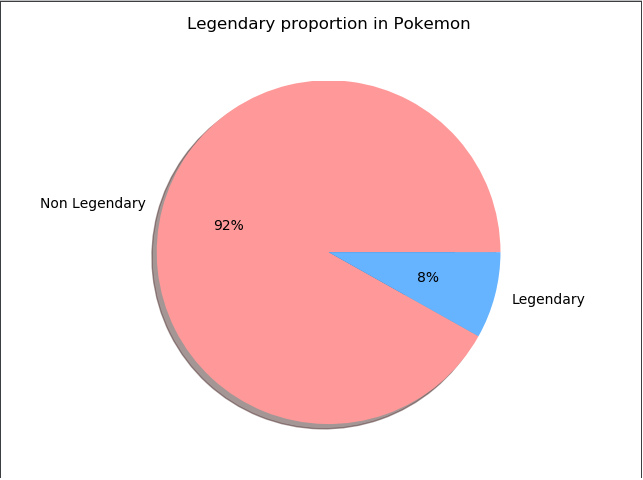 Legendary proportion in Pokemon
Non Legendary
92%
8%
Legendary